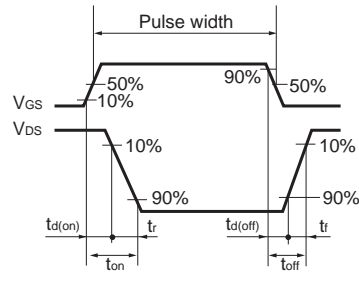 Pulse width
90%
50%
50%
10%
VGS
VDS
10%
10%
90%
90%
td(on)
tr
td(off)
tf
ton
toff